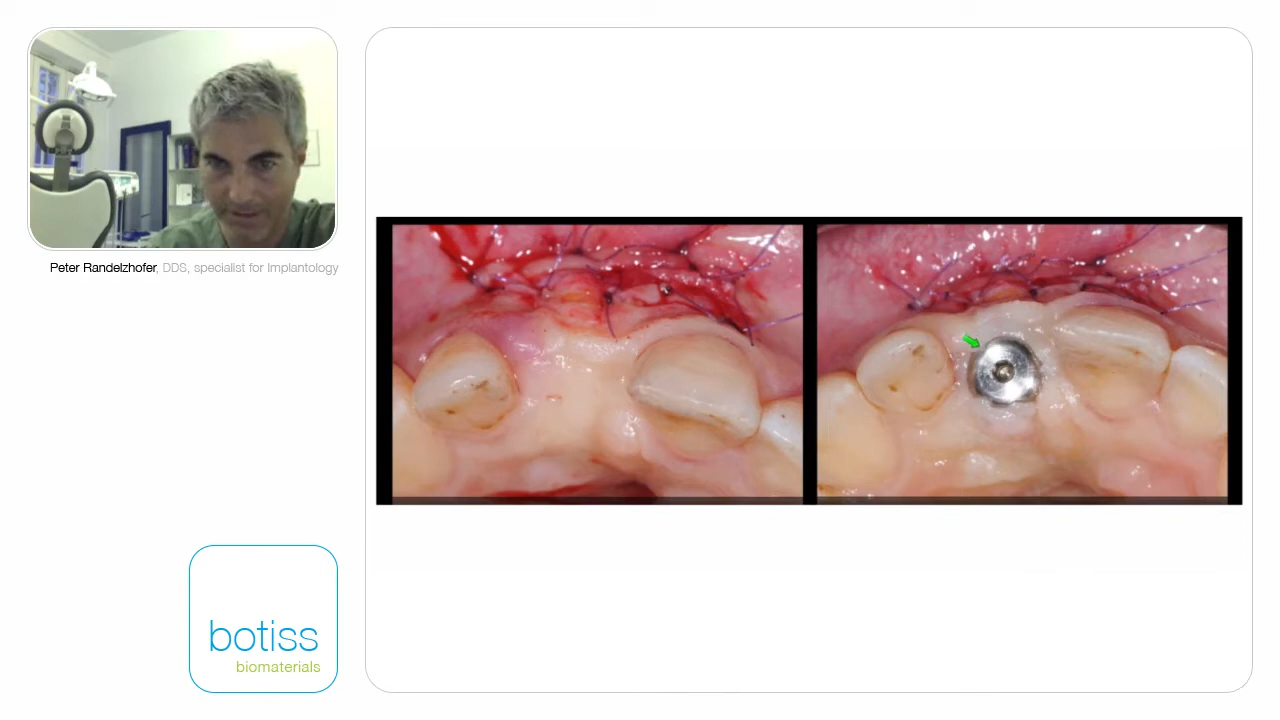 Peter Randelzhofer, DDS, specialist for Implantology
botiss
biomaterials